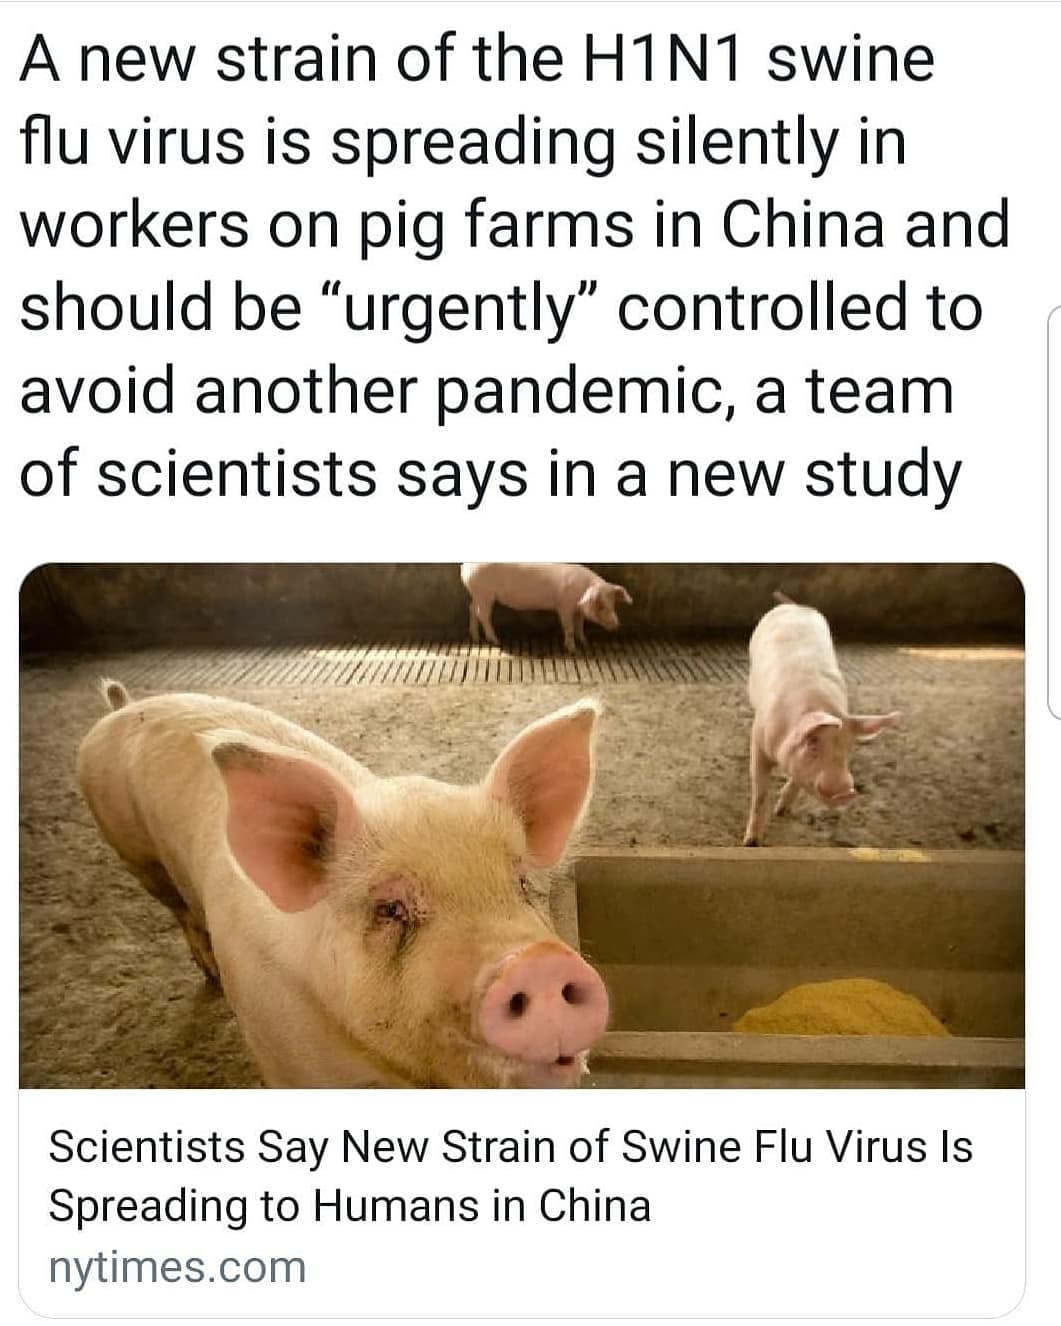 A new strain of the H1N1 swine
flu virus is spreading silently in
workers on pig farms in China and
should be “urgently” controlled to
avoid another pandemic, a team
of scientists says in a new study
Scientists Say New Strain of Swine Flu Virus Is
Spreading to Humans in China
nytimes.com